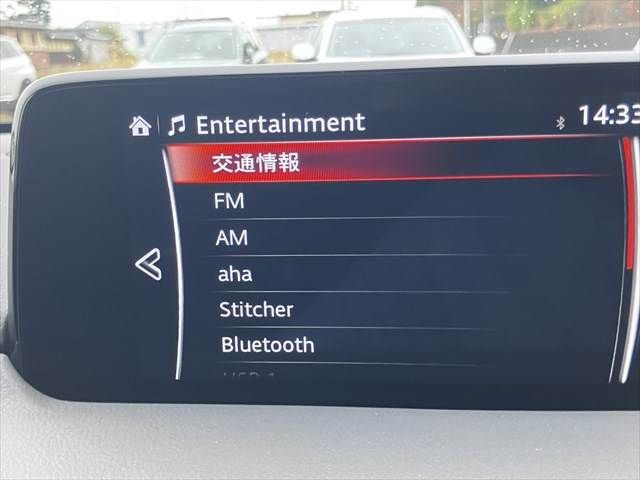 Entertainment
14:33
交通情報
FM
AM
aha
Stitcher
Bluetooth